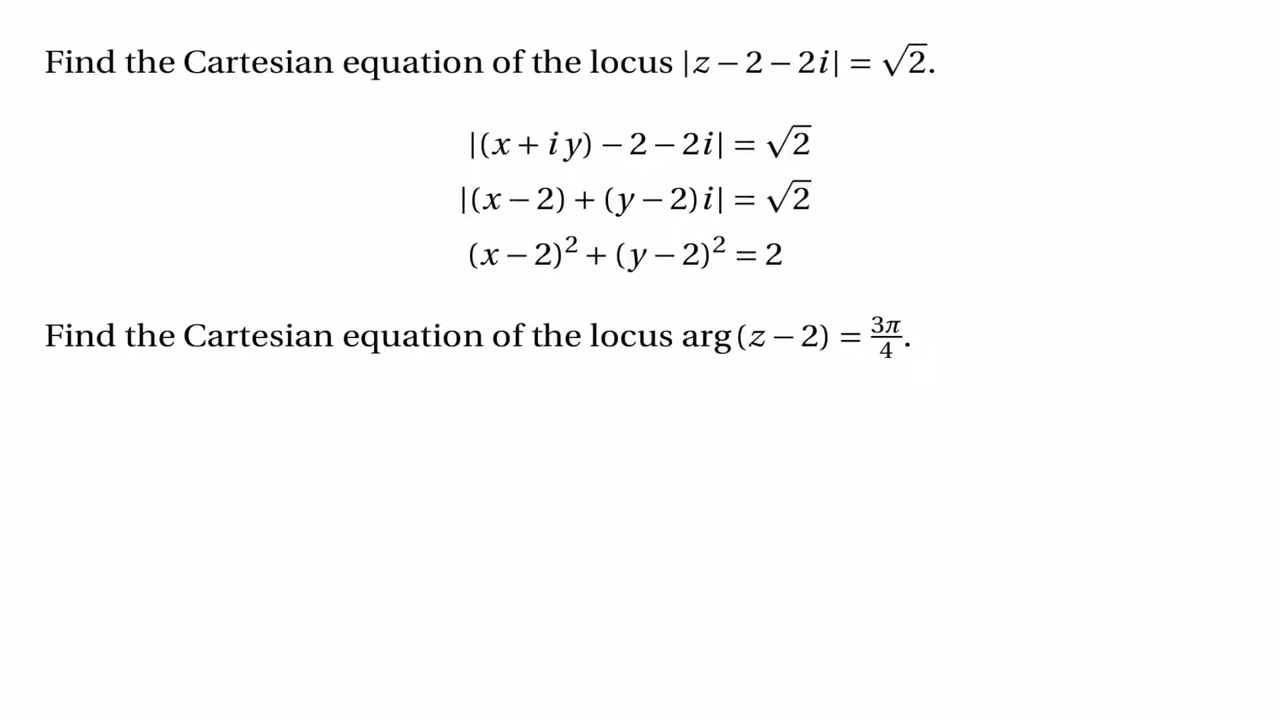 Find the Cartesian equation of the locus |z − 2 − 2i| = √2.
|(x + i y) − 2 − 2i| = √2
|(x − 2) + (y − 2)i| = √2
(x − 2)² + (y − 2)² = 2
Find the Cartesian equation of the locus arg(z − 2) = 3π/4.